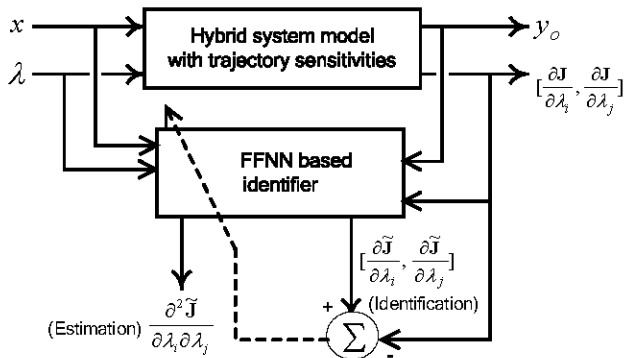 x
Hybrid system model
with trajectory sensitivities
y_o
λ
[∂J/∂λ_i, ∂J/∂λ_j]
FFNN based
identifier
[∂J̃/∂λ_i, ∂J̃/∂λ_j]
(Identification)
(Estimation) ∂²J̃/∂λ_i∂λ_j
+
Σ
-